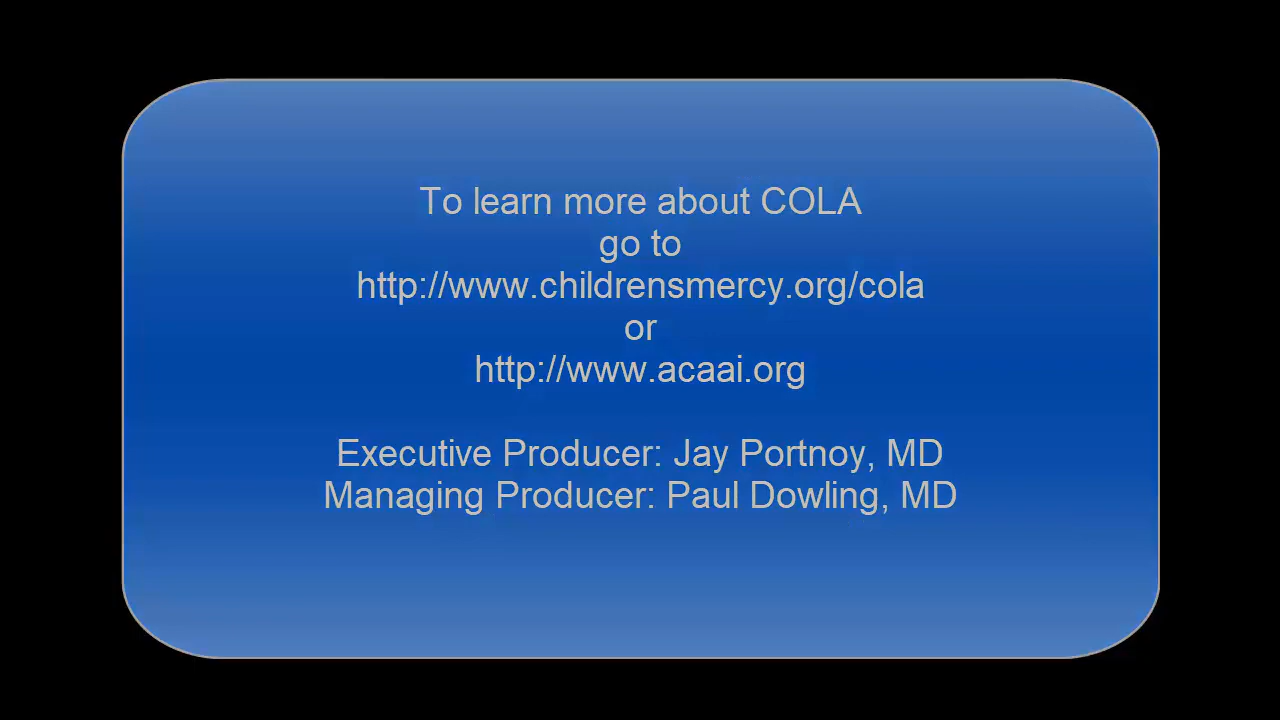 To learn more about COLA
go to
http://www.childrensmercy.org/cola
or
http://www.acaai.org
Executive Producer: Jay Portnoy, MD
Managing Producer: Paul Dowling, MD